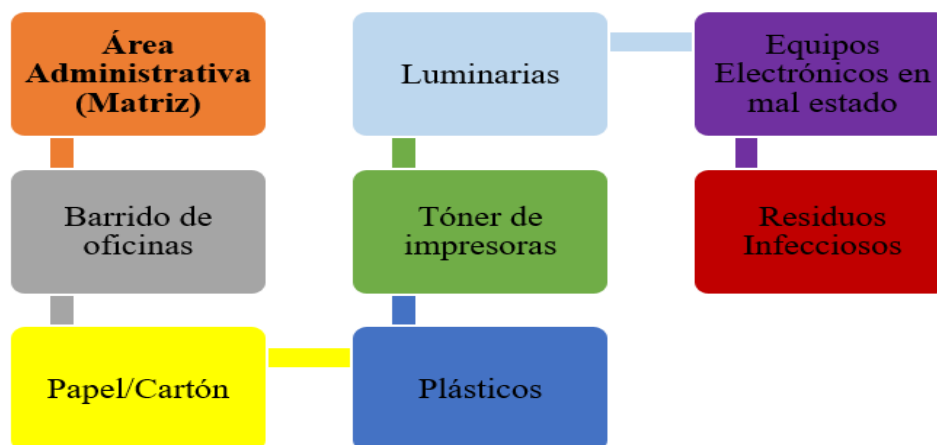 Área
Administrativa
(Matriz)
Barrido de
oficinas
Papel/Cartón
Plásticos
Tóner de
impresoras
Luminarias
Equipos
Electrónicos en
mal estado
Residuos
Infecciosos